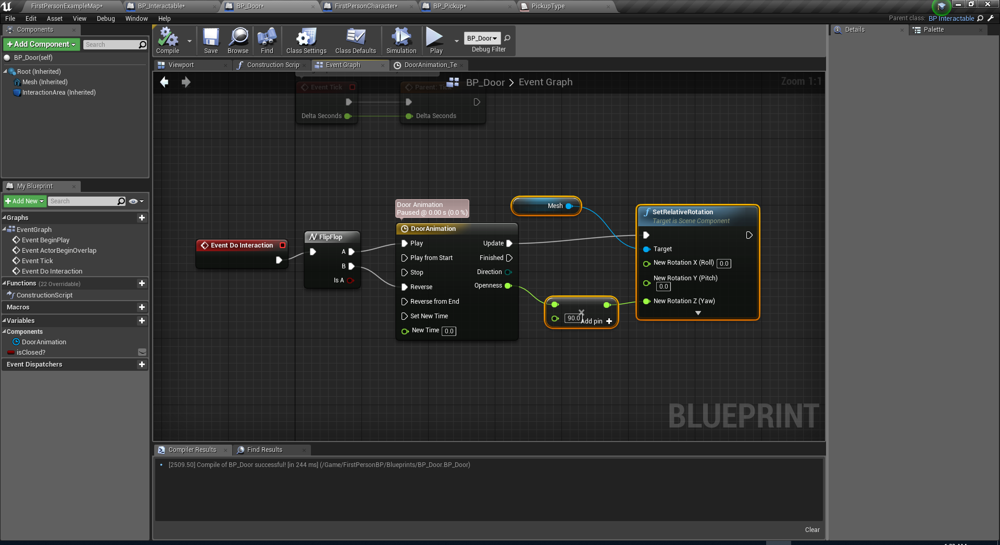 FirstPersonExampleMap*
BP_Interactable*
BP_Door*
FirstPersonCharacter*
BP_Pickup*
PickupType
File Edit Asset View Debug Window Help
Parent class: BP Interactable
Components
+ Add Component
Search
BP_Door(self)
Root (Inherited)
Mesh (Inherited)
InteractionArea (Inherited)
My Blueprint
+ Add New
Search
Graphs
EventGraph
Event BeginPlay
Event ActorBeginOverlap
Event Tick
Event Do Interaction
Functions (22 Overridable)
ConstructionScript
Macros
Variables
Components
DoorAnimation
isClosed?
Event Dispatchers
Compile
Save
Browse
Find
Class Settings
Class Defaults
Simulation
Play
BP_Door
Debug Filter
Viewport
Construction Scrip
Event Graph
DoorAnimation_Te
BP_Door > Event Graph
Zoom 1:1
Event Tick
Delta Seconds
Parent: Tick
Delta Seconds
Event Do Interaction
FlipFlop
A
B
Is A
Door Animation
Paused @ 0.00 s (0.0 %)
DoorAnimation
Play
Update
Play from Start
Finished
Stop
Direction
Reverse
Openness
Reverse from End
Set New Time
New Time 0.0
Mesh
90.0
Add pin +
SetRelativeRotation
Target is Scene Component
Target
New Rotation X (Roll) 0.0
New Rotation Y (Pitch)
0.0
New Rotation Z (Yaw)
BLUEPRINT
Compiler Results
Find Results
[2509.50] Compile of BP_Door successful! [in 244 ms] (/Game/FirstPersonBP/Blueprints/BP_Door.BP_Door)
Clear
Details
Palette